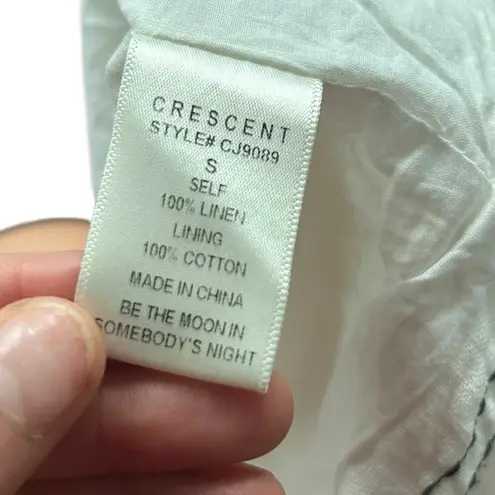 CRESCENT
STYLE# CJ9089
S
SELF
100% LINEN
LINING
100% COTTON
MADE IN CHINA
BE THE MOON IN
SOMEBODY'S NIGHT